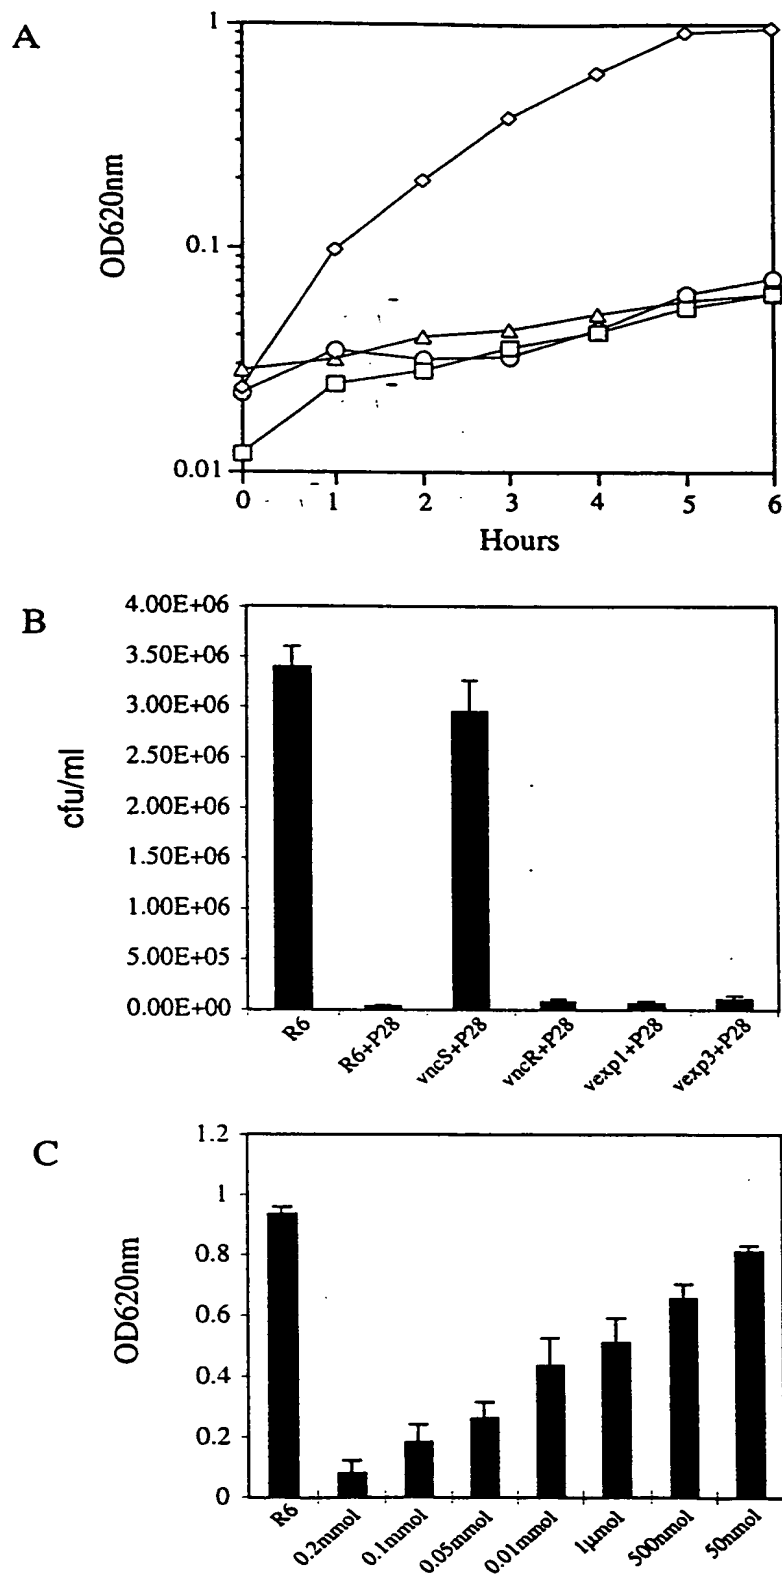 A
1
0.1
0.01
OD620nm
0 1 2 3 4 5 6
Hours
B
4.00E+06
3.50E+06
3.00E+06
2.50E+06
2.00E+06
1.50E+06
1.00E+06
5.00E+05
0.00E+00
cfu/ml
R6 R6+P28 vncS+P28 vncR+P28 vexp1+P28 vexp3+P28
C
1.2
1
0.8
0.6
0.4
0.2
0
OD620nm
R6 0.2mmol 0.1mmol 0.05mmol 0.01mmol 1μmol 500nmol 50nmol